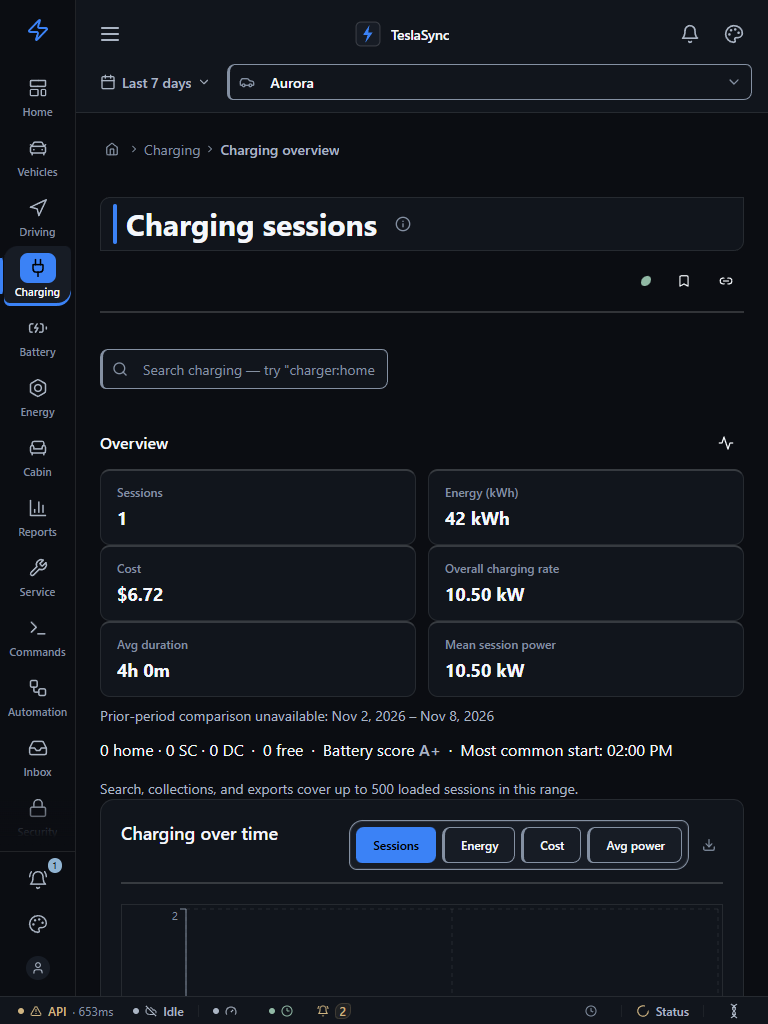 TeslaSync
Last 7 days
Aurora
Home
Vehicles
Driving
Charging
Battery
Energy
Cabin
Reports
Service
Commands
Automation
Inbox
Security
1
Charging
Charging overview
Charging sessions
Search charging — try "charger:home
Overview
Sessions
1
Energy (kWh)
42 kWh
Cost
$6.72
Overall charging rate
10.50 kW
Avg duration
4h 0m
Mean session power
10.50 kW
Prior-period comparison unavailable: Nov 2, 2026 – Nov 8, 2026
0 home · 0 SC · 0 DC · 0 free · Battery score A+ · Most common start: 02:00 PM
Search, collections, and exports cover up to 500 loaded sessions in this range.
Charging over time
Sessions
Energy
Cost
Avg power
2
API · 653ms
Idle
2
Status